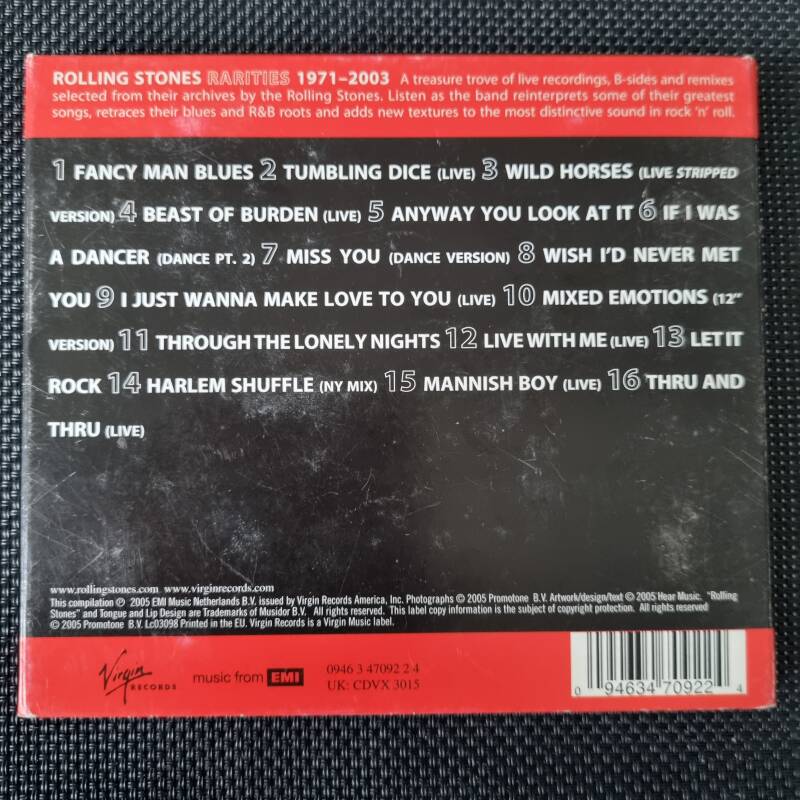 ROLLING STONES RARITIES 1971–2003 A treasure trove of live recordings, B-sides and remixes
selected from their archives by the Rolling Stones. Listen as the band reinterprets some of their greatest
songs, retraces their blues and R&B roots and adds new textures to the most distinctive sound in rock 'n' roll.
1 FANCY MAN BLUES 2 TUMBLING DICE (LIVE) 3 WILD HORSES (LIVE STRIPPED
VERSION) 4 BEAST OF BURDEN (LIVE) 5 ANYWAY YOU LOOK AT IT 6 IF I WAS
A DANCER (DANCE PT. 2) 7 MISS YOU (DANCE VERSION) 8 WISH I'D NEVER MET
YOU 9 I JUST WANNA MAKE LOVE TO YOU (LIVE) 10 MIXED EMOTIONS (12"
VERSION) 11 THROUGH THE LONELY NIGHTS 12 LIVE WITH ME (LIVE) 13 LET IT
ROCK 14 HARLEM SHUFFLE (NY MIX) 15 MANNISH BOY (LIVE) 16 THRU AND
THRU (LIVE)
www.rollingstones.com www.virginrecords.com
This compilation ℗ 2005 EMI Music Netherlands B.V. issued by Virgin Records America, Inc. Photographs © 2005 Promotone B.V. Artwork/design/text © 2005 Hear Music. "Rolling
Stones" and Tongue and Lip Design are Trademarks of Musidor B.V. All rights reserved. This label copy information is the subject of copyright protection. All rights reserved
© 2005 Promotone B.V. Lc03098 Printed in the EU. Virgin Records is a Virgin Music label.
Virgin RECORDS
music from EMI
0946 3 47092 2 4
UK: CDVX 3015
0 94634 70922 4